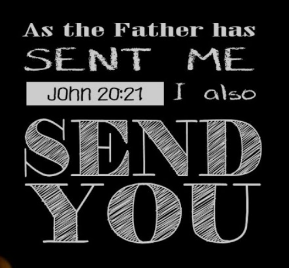 As the Father has
SENT ME
John 20:21 I also
SEND
YOU